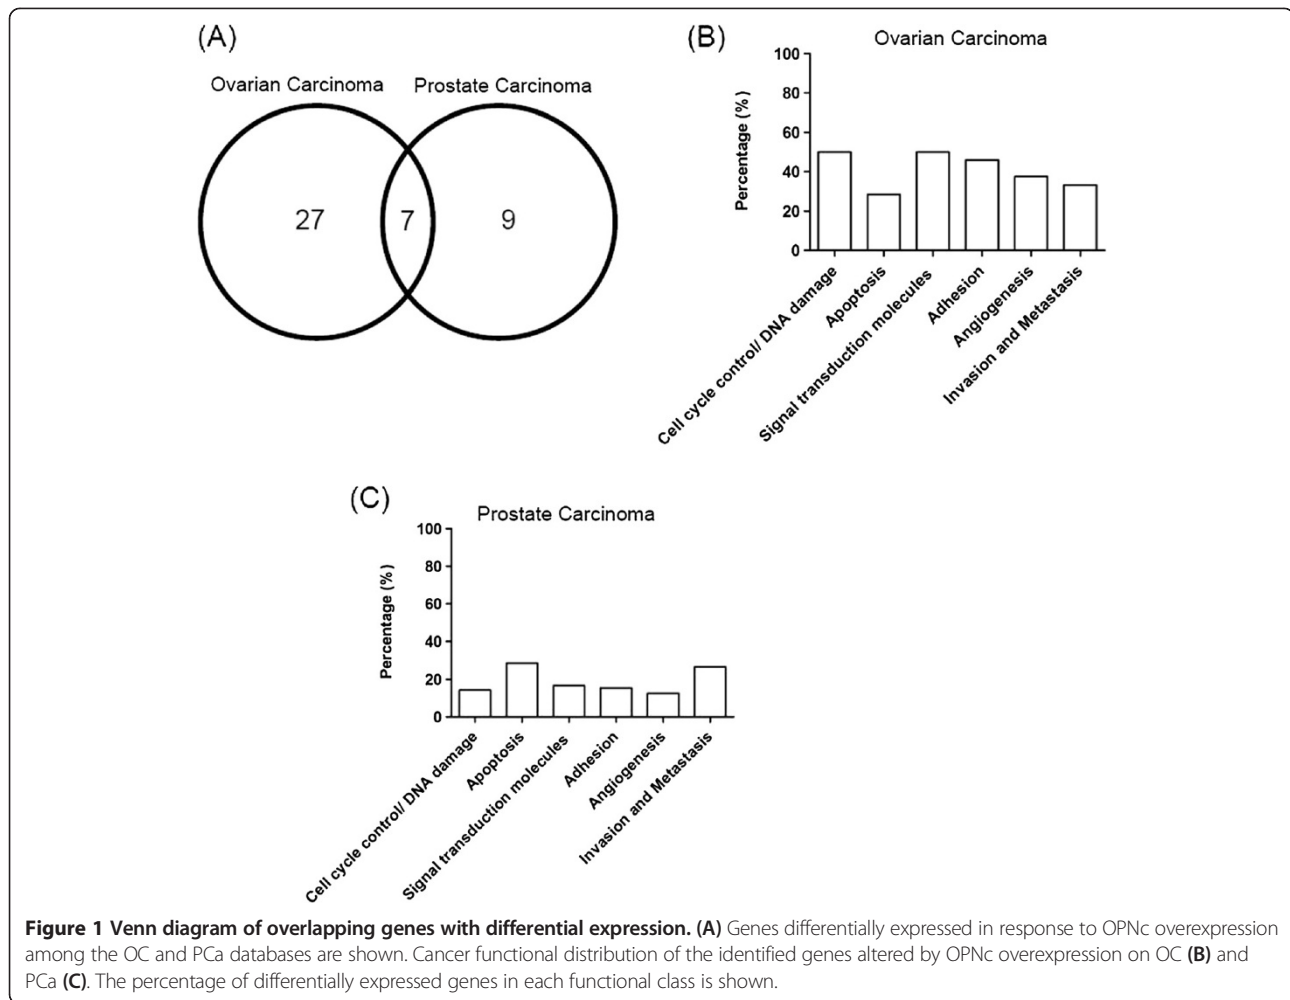 (A)
Ovarian Carcinoma
Prostate Carcinoma
27
7
9
(B)
Ovarian Carcinoma
Percentage (%)
100
80
60
40
20
0
Cell cycle control/ DNA damage
Apoptosis
Signal transduction molecules
Adhesion
Angiogenesis
Invasion and Metastasis
(C)
Prostate Carcinoma
Percentage (%)
100
80
60
40
20
0
Cell cycle control/ DNA damage
Apoptosis
Signal transduction molecules
Adhesion
Angiogenesis
Invasion and Metastasis
Figure 1 Venn diagram of overlapping genes with differential expression. (A) Genes differentially expressed in response to OPNc overexpression
among the OC and PCa databases are shown. Cancer functional distribution of the identified genes altered by OPNc overexpression on OC (B) and
PCa (C). The percentage of differentially expressed genes in each functional class is shown.